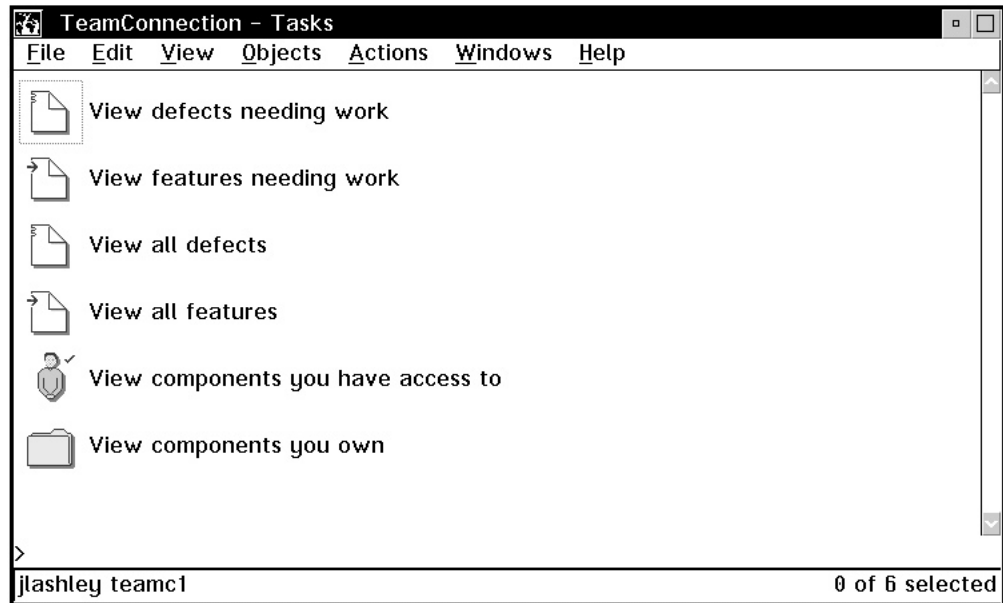 TeamConnection - Tasks
File Edit View Objects Actions Windows Help
View defects needing work
View features needing work
View all defects
View all features
View components you have access to
View components you own
>
jlashley teamc1 0 of 6 selected